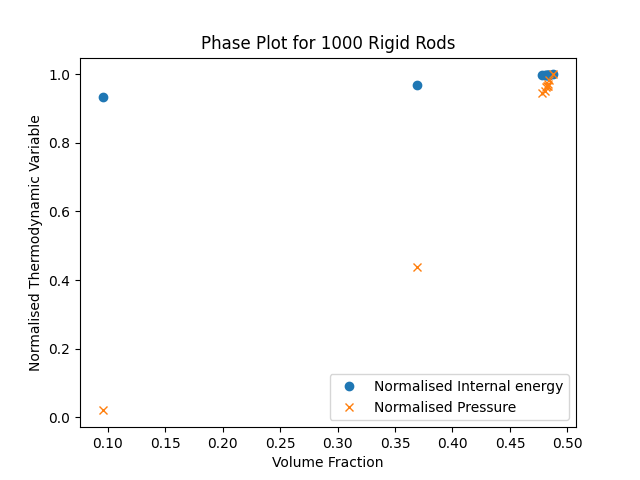 Phase Plot for 1000 Rigid Rods
1.0
0.8
0.6
0.4
0.2
0.0
Normalised Thermodynamic Variable
Normalised Internal energy
Normalised Pressure
0.10 0.15 0.20 0.25 0.30 0.35 0.40 0.45 0.50
Volume Fraction